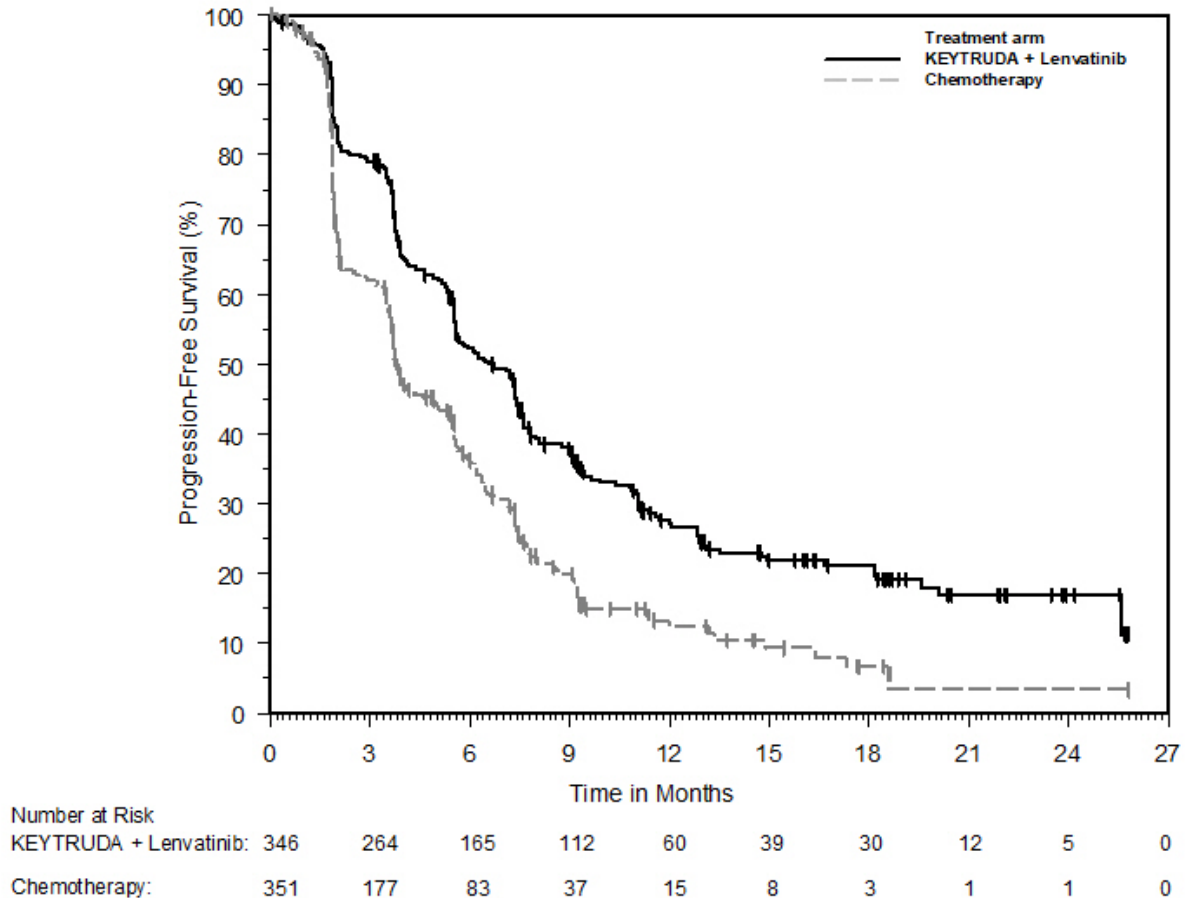 Treatment arm
KEYTRUDA + Lenvatinib
Chemotherapy
Progression-Free Survival (%)
100
90
80
70
60
50
40
30
20
10
0
0 3 6 9 12 15 18 21 24 27
Time in Months
Number at Risk
KEYTRUDA + Lenvatinib: 346 264 165 112 60 39 30 12 5 0
Chemotherapy: 351 177 83 37 15 8 3 1 1 0